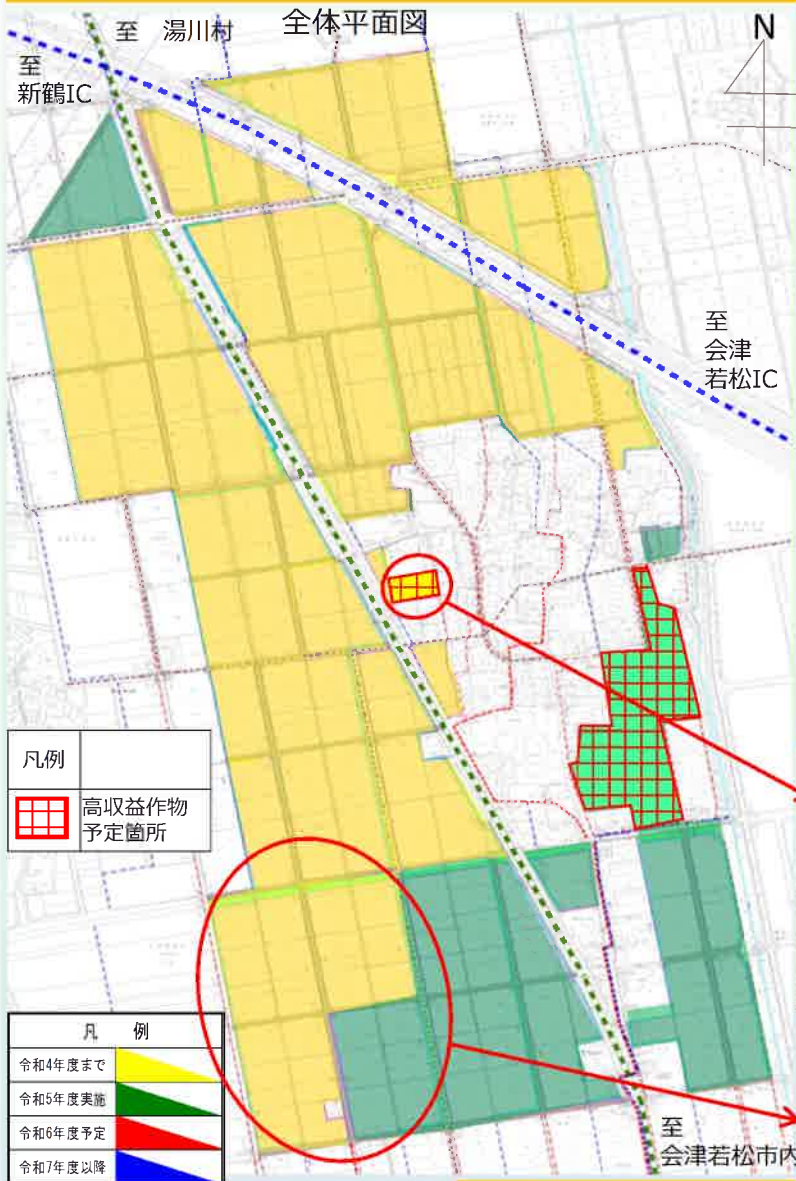 全体平面図
N
至 湯川村
至
新鶴IC
至
会津
若松IC
凡例
高収益作物
予定箇所
凡 例
令和4年度まで
令和5年度実施
令和6年度予定
令和7年度以降
至
会津若松市内